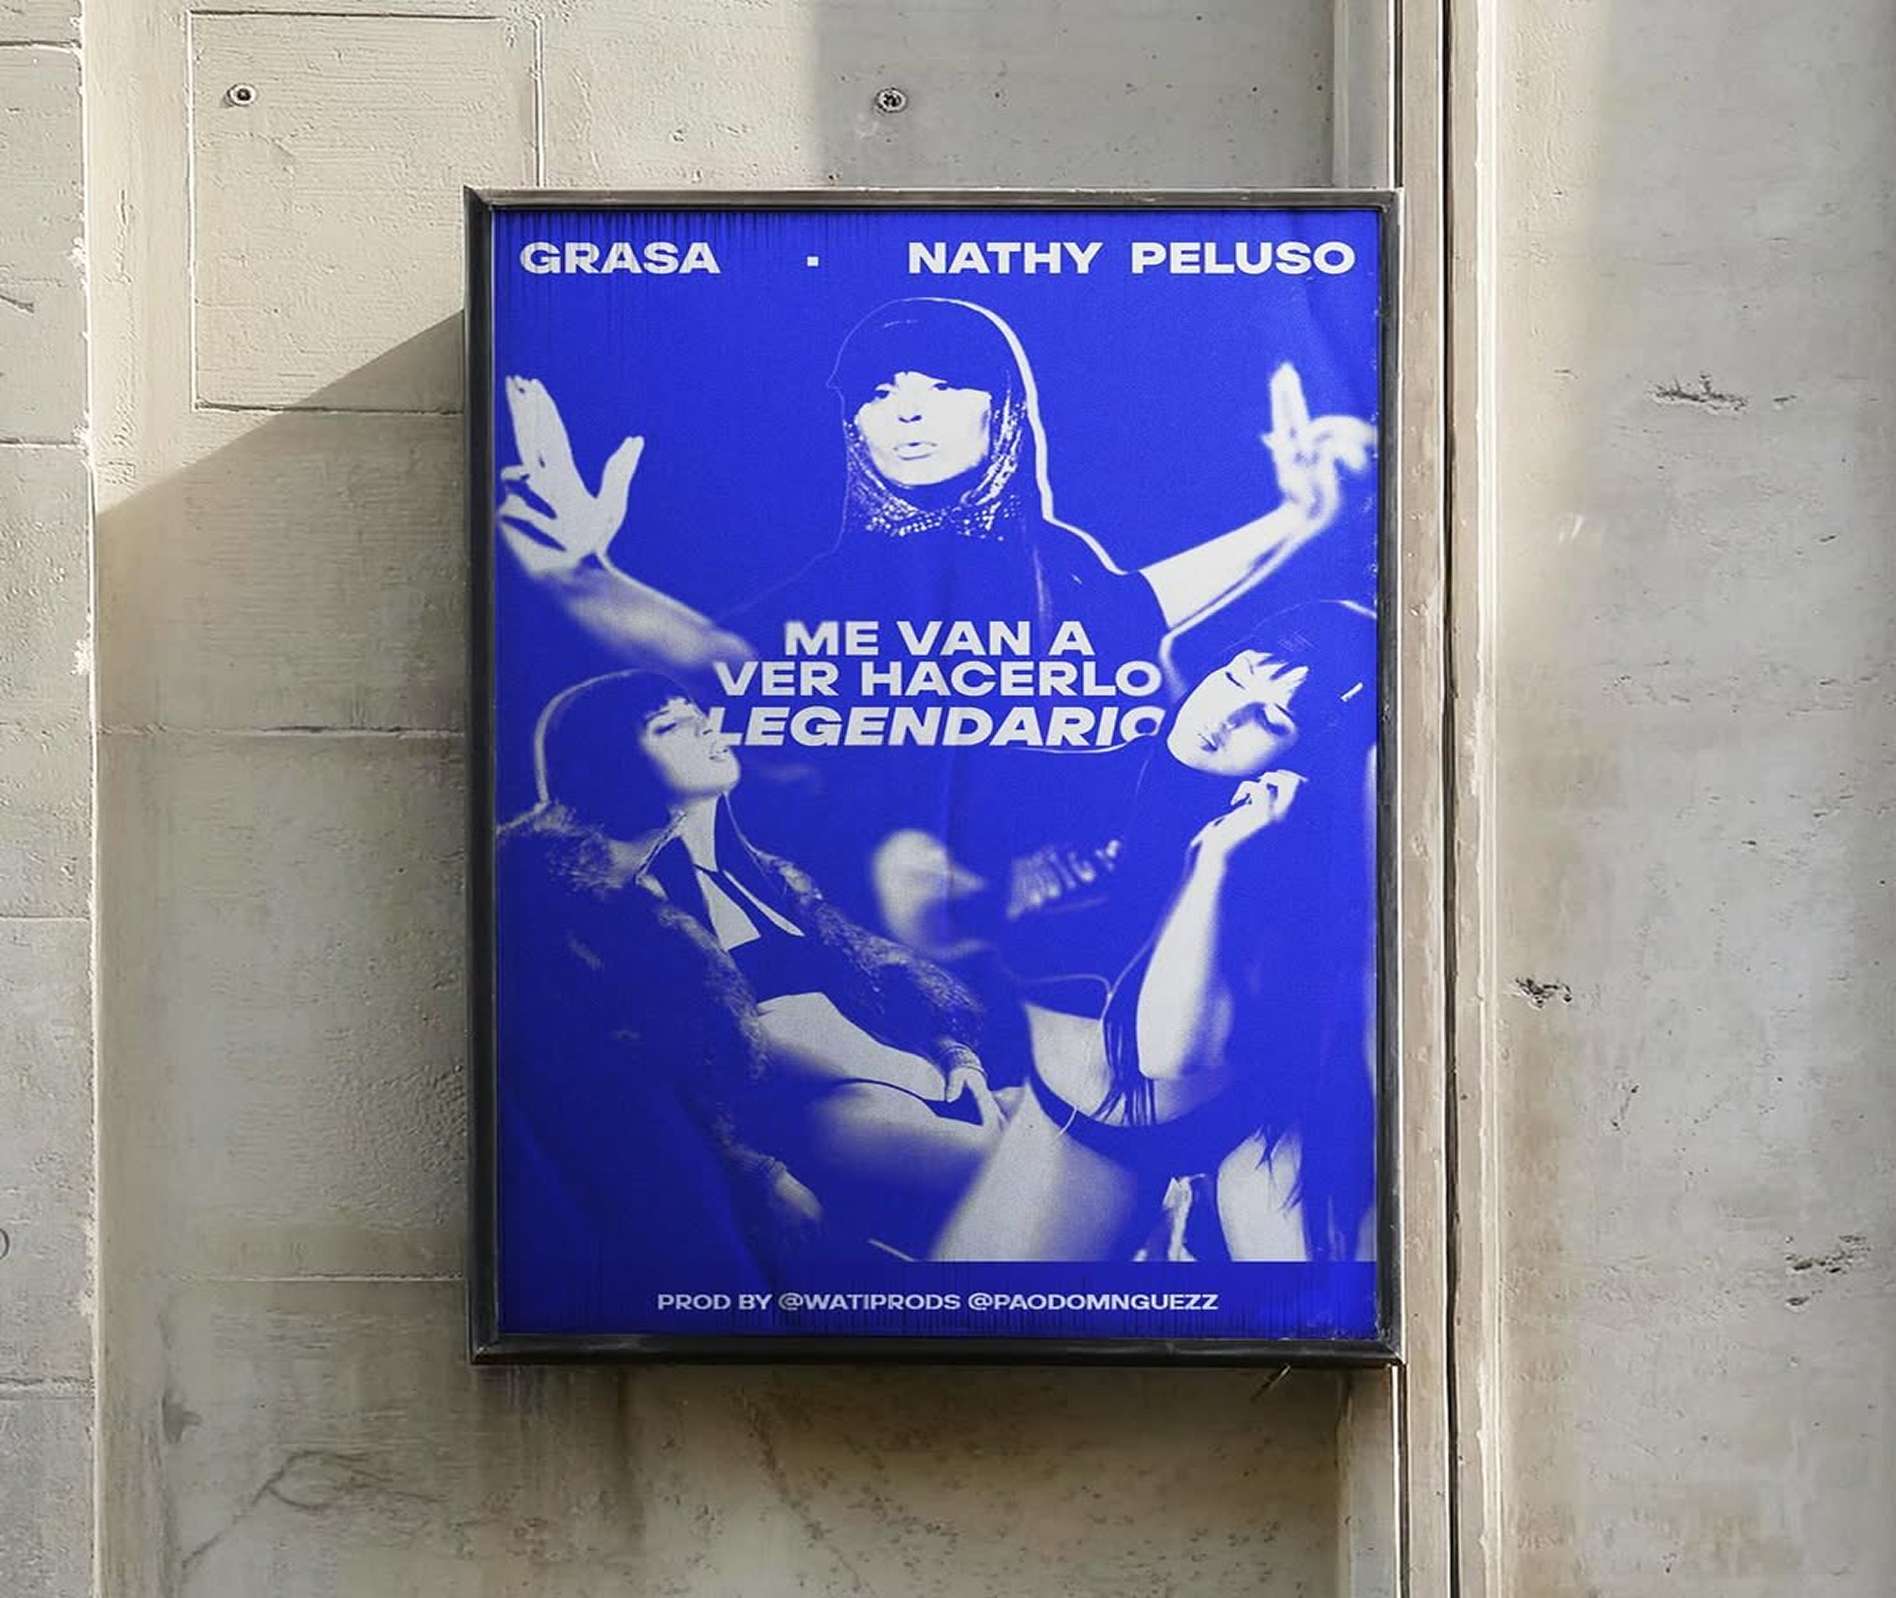 GRASA · NATHY PELUSO
ME VAN A
VER HACERLO
LEGENDARIO
PROD BY @WATIPRODS @PAODOMNGUEZZ